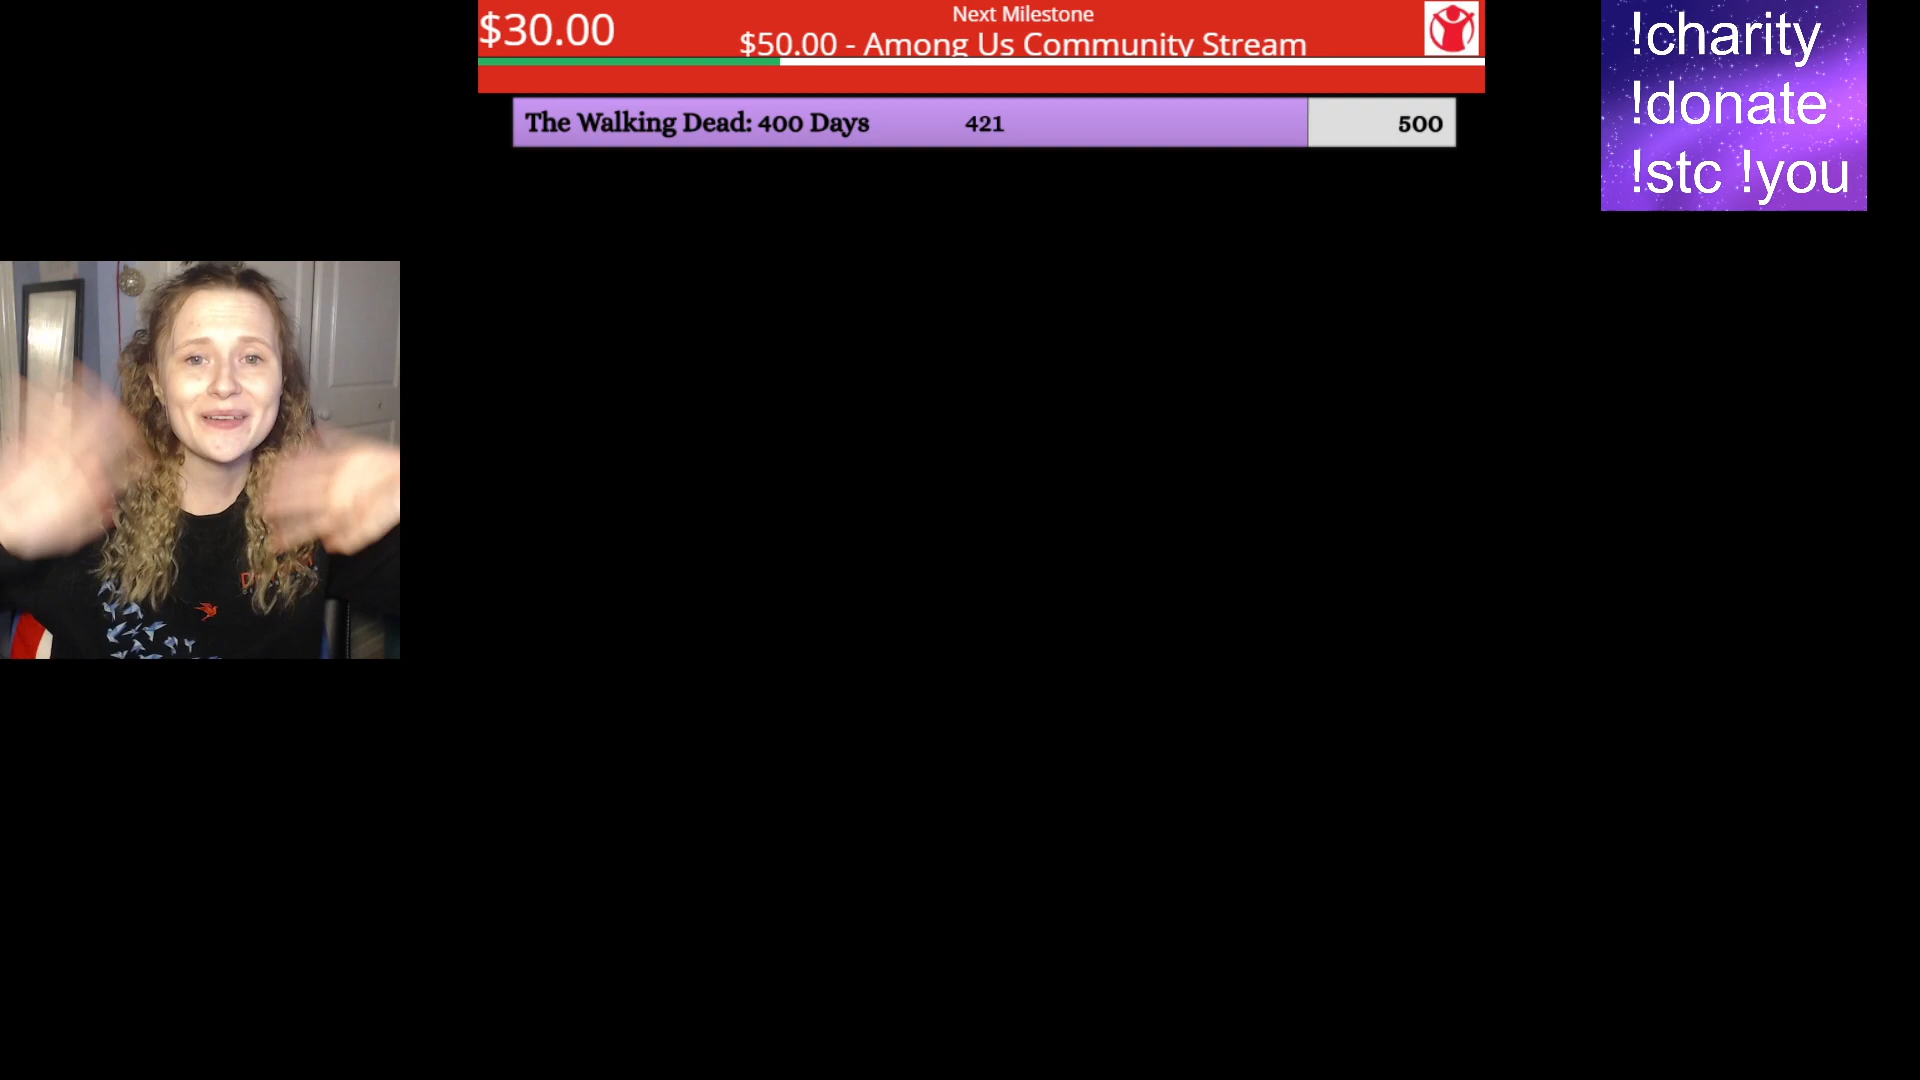 $30.00
Next Milestone
$50.00 - Among Us Community Stream
The Walking Dead: 400 Days 421 500
!charity
!donate
!stc !you